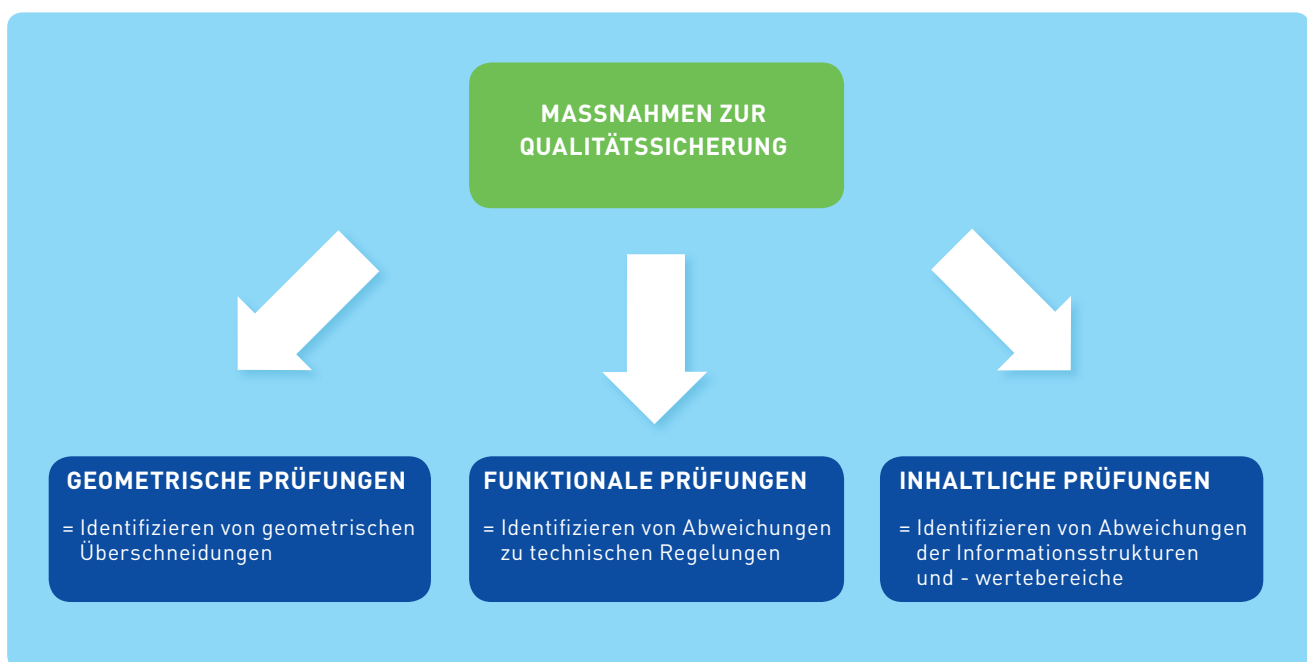 MASSNAHMEN ZUR
QUALITÄTSSICHERUNG
GEOMETRISCHE PRÜFUNGEN
= Identifizieren von geometrischen
Überschneidungen
FUNKTIONALE PRÜFUNGEN
= Identifizieren von Abweichungen
zu technischen Regelungen
INHALTLICHE PRÜFUNGEN
= Identifizieren von Abweichungen
der Informationsstrukturen
und - wertebereiche